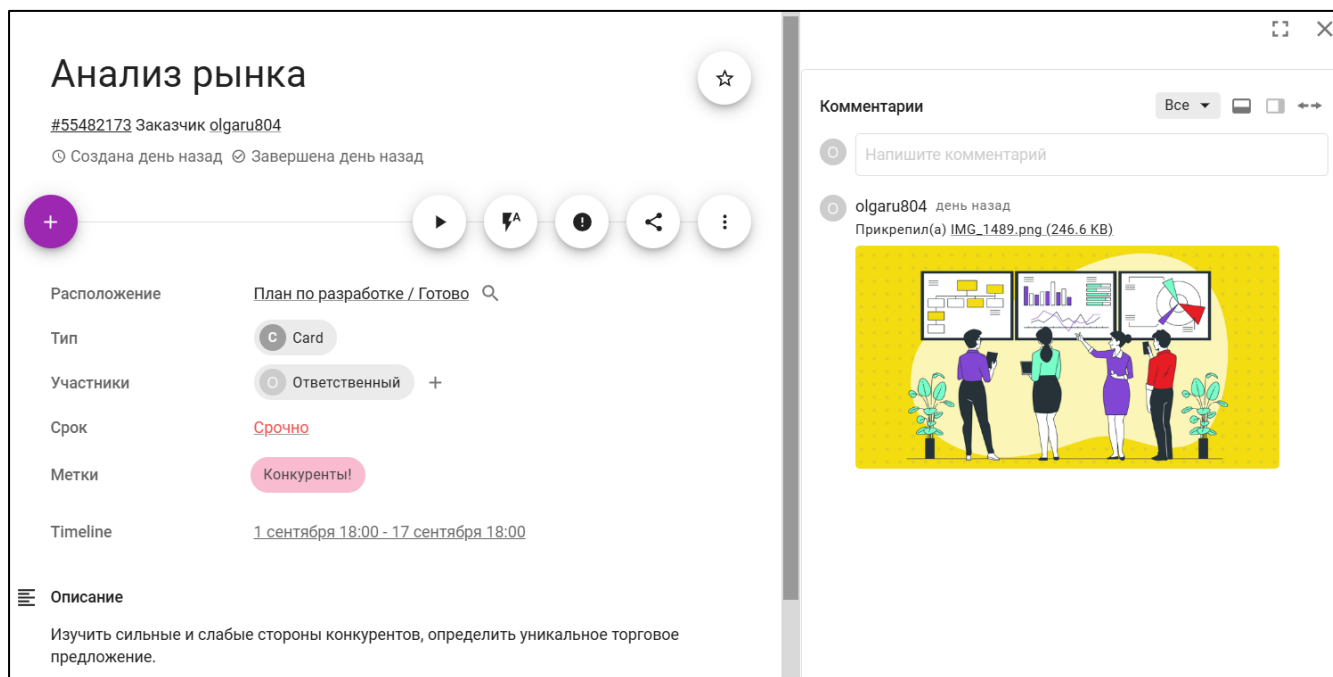 Анализ рынка
#55482173 Заказчик olgaru804
Создана день назад Завершена день назад
A
Расположение План по разработке / Готово
Тип C Card
Участники O Ответственный
Срок Срочно
Метки Конкуренты!
Timeline 1 сентября 18:00 - 17 сентября 18:00
Описание
Изучить сильные и слабые стороны конкурентов, определить уникальное торговое
предложение.
Комментарии Все
O Напишите комментарий
O olgaru804 день назад
Прикрепил(а) IMG_1489.png (246.6 KB)